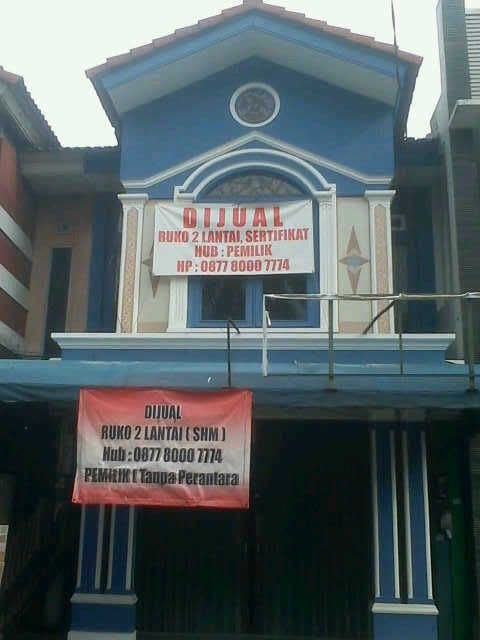 DIJUAL
RUKO 2 LANTAI, SERTIFIKAT
HUB : PEMILIK
HP : 0877 8000 7774
DIJUAL
RUKO 2 LANTAI ( SHM )
Hub : 0877 8000 7774
PEMILIK ( Tanpa Perantara